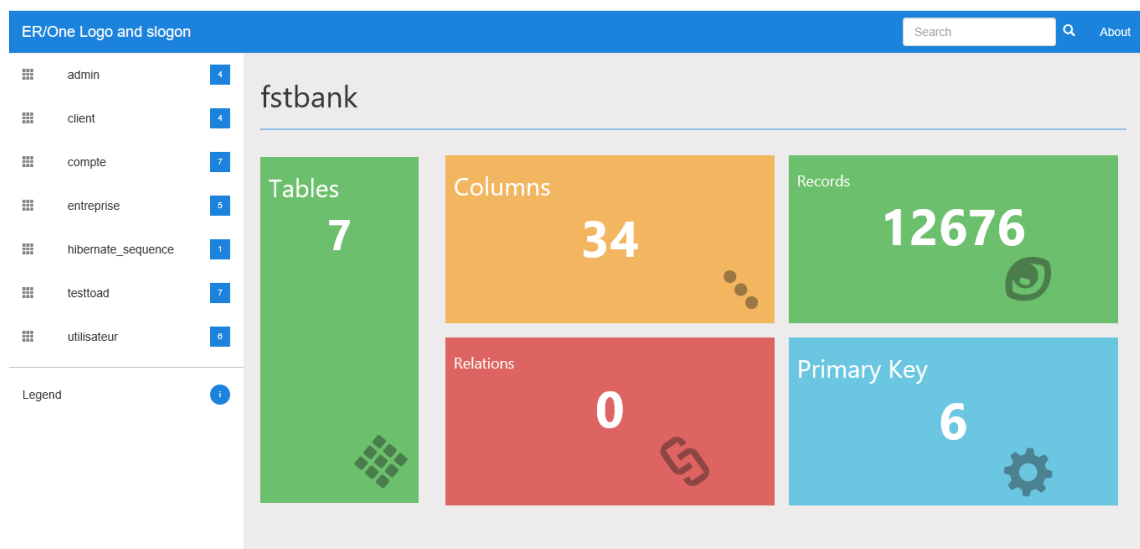 ER/One Logo and slogon
Search
About
admin 4
client 4
compte 7
entreprise 5
hibernate_sequence 1
testtoad 7
utilisateur 6
Legend i
fstbank
Tables
7
Columns
34
Records
12676
Relations
0
Primary Key
6